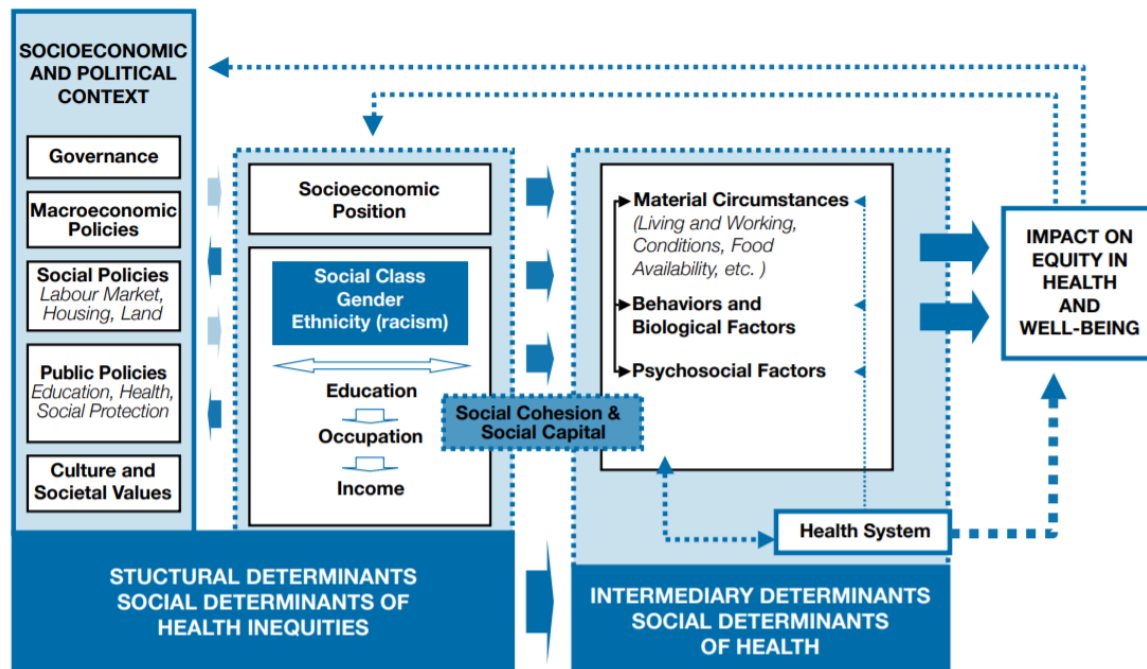 SOCIOECONOMIC
AND POLITICAL
CONTEXT
Governance
Macroeconomic
Policies
Social Policies
Labour Market,
Housing, Land
Public Policies
Education, Health,
Social Protection
Culture and
Societal Values
Socioeconomic
Position
Social Class
Gender
Ethnicity (racism)
Education
Occupation
Income
Social Cohesion &
Social Capital
Material Circumstances
(Living and Working,
Conditions, Food
Availability, etc. )
Behaviors and
Biological Factors
Psychosocial Factors
Health System
IMPACT ON
EQUITY IN
HEALTH
AND
WELL-BEING
STUCTURAL DETERMINANTS
SOCIAL DETERMINANTS OF
HEALTH INEQUITIES
INTERMEDIARY DETERMINANTS
SOCIAL DETERMINANTS
OF HEALTH